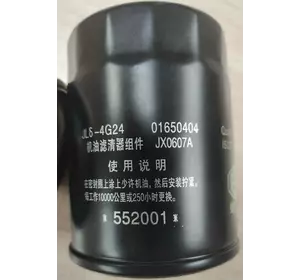 JL5-4G24 01650404
机油滤清器组件 JX0607A
使用说明
在密封圈上涂上少许机油，然后安装拧紧。
每工作10000公里或250小时更换。
552001